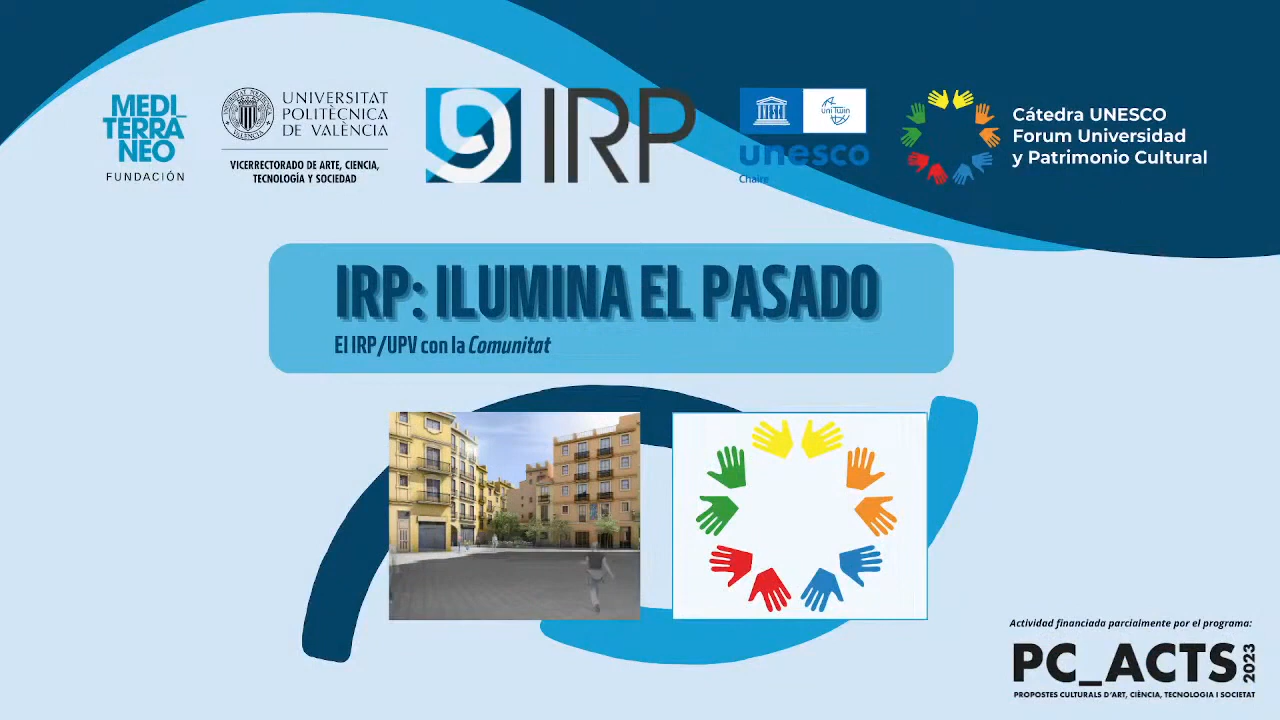 MEDI_
TERRA
NEO
FUNDACIÓN
UNIVERSITAT
POLITÈCNICA
DE VALÈNCIA
VICERRECTORADO DE ARTE, CIENCIA,
TECNOLOGÍA Y SOCIEDAD
IRP
UniTwin
unesco
Chaire
Cátedra UNESCO
Forum Universidad
y Patrimonio Cultural
IRP: ILUMINA EL PASADO
El IRP/UPV con la Comunitat
Actividad financiada parcialmente por el programa:
PC_ACTS 2023
PROPOSTES CULTURALS D'ART, CIÈNCIA, TECNOLOGIA I SOCIETAT